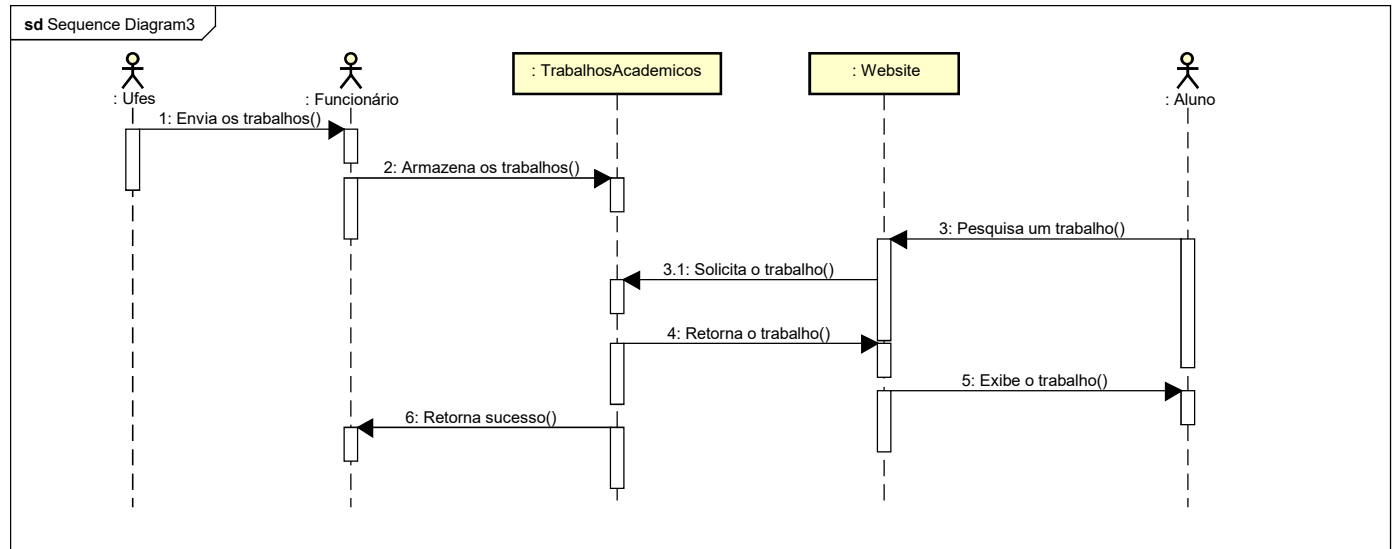 sd Sequence Diagram3
: Ufes
: Funcionário
: TrabalhosAcademicos
: Website
: Aluno
1: Envia os trabalhos()
2: Armazena os trabalhos()
3: Pesquisa um trabalho()
3.1: Solicita o trabalho()
4: Retorna o trabalho()
5: Exibe o trabalho()
6: Retorna sucesso()